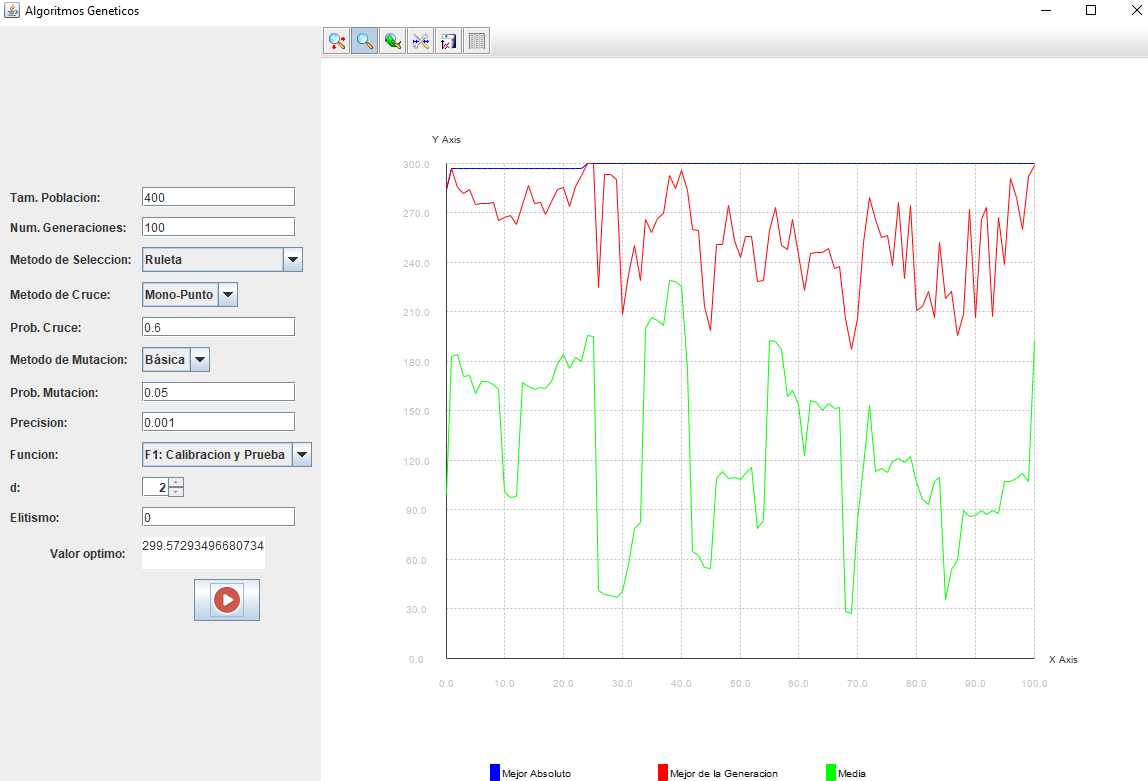 Algoritmos Geneticos
Tam. Poblacion: 400
Num. Generaciones: 100
Metodo de Seleccion: Ruleta
Metodo de Cruce: Mono-Punto
Prob. Cruce: 0.6
Metodo de Mutacion: Básica
Prob. Mutacion: 0.05
Precision: 0.001
Funcion: F1: Calibracion y Prueba
d: 2
Elitismo: 0
Valor optimo: 299.57293496680734
Y Axis
300.0
270.0
240.0
210.0
180.0
150.0
120.0
90.0
60.0
30.0
0.0
X Axis
0.0 10.0 20.0 30.0 40.0 50.0 60.0 70.0 80.0 90.0 100.0
Mejor Absoluto Mejor de la Generacion Media